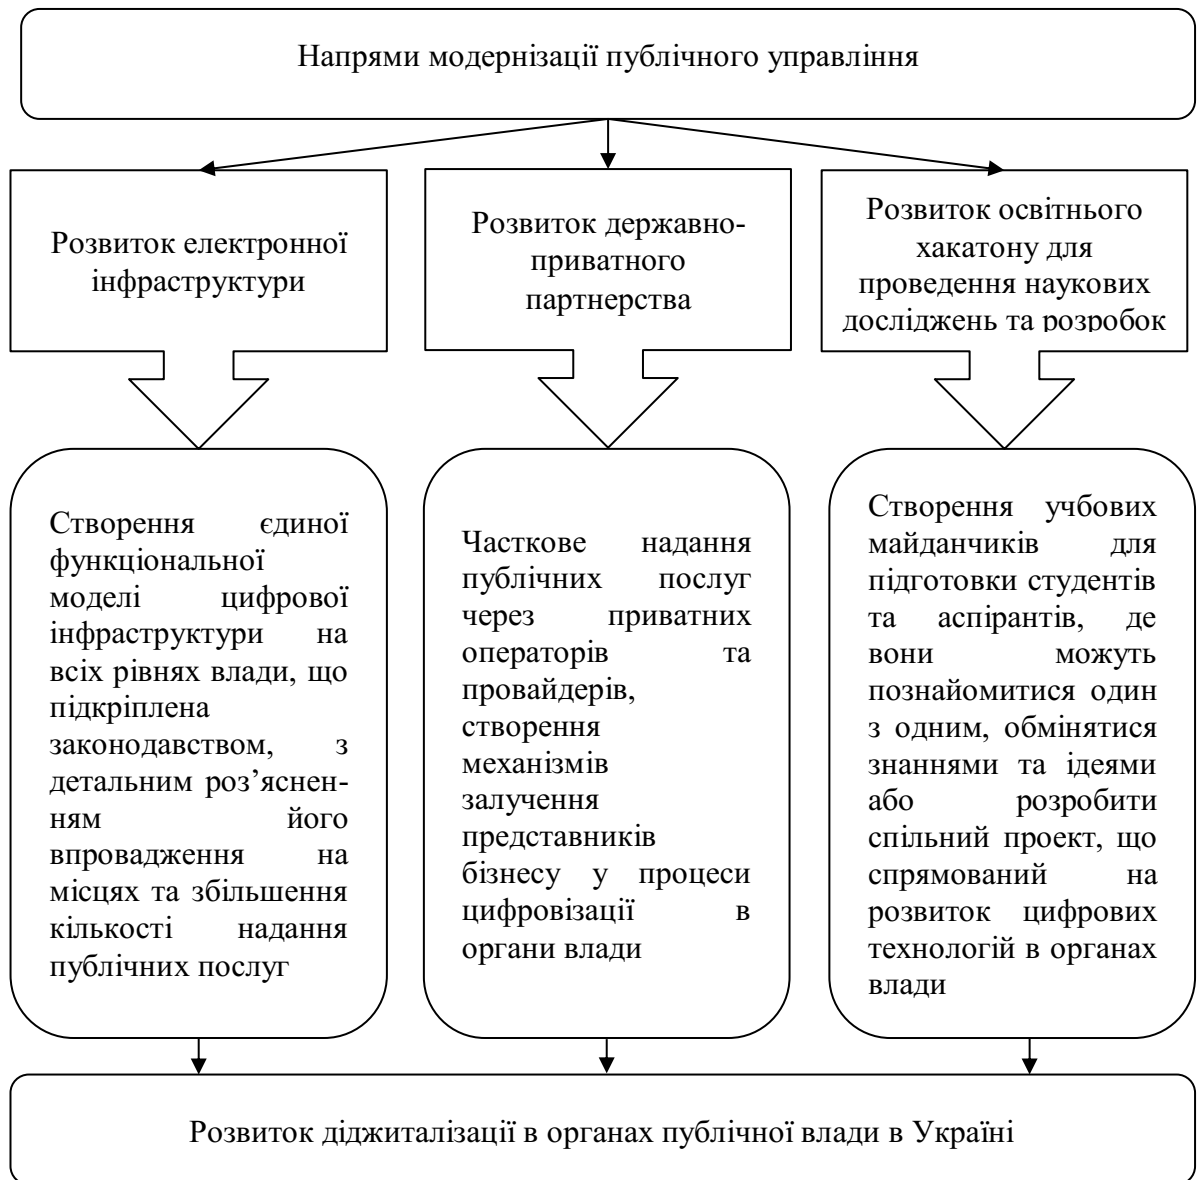 Напрями модернізації публічного управління
Розвиток електронної
інфраструктури
Розвиток державно-
приватного
партнерства
Розвиток освітнього
хакатону для
проведення наукових
досліджень та розробок
Створення єдиної
функціональної
моделі цифрової
інфраструктури на
всіх рівнях влади, що
підкріплена
законодавством, з
детальним роз’яснен-
ням його
впровадження на
місцях та збільшення
кількості надання
публічних послуг
Часткове надання
публічних послуг
через приватних
операторів та
провайдерів,
створення
механізмів
залучення
представників
бізнесу у процеси
цифровізації в
органи влади
Створення учбових
майданчиків для
підготовки студентів
та аспірантів, де
вони можуть
познайомитися один
з одним, обмінятися
знаннями та ідеями
або розробити
спільний проект, що
спрямований на
розвиток цифрових
технологій в органах
влади
Розвиток діджиталізації в органах публічної влади в Україні